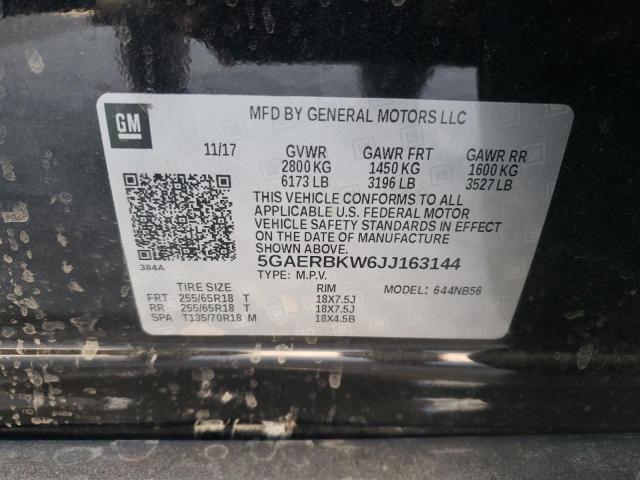 GM
MFD BY GENERAL MOTORS LLC
11/17 GVWR GAWR FRT GAWR RR
2800 KG 1450 KG 1600 KG
6173 LB 3196 LB 3527 LB
THIS VEHICLE CONFORMS TO ALL
APPLICABLE U.S. FEDERAL MOTOR
VEHICLE SAFETY STANDARDS IN EFFECT
ON THE DATE OF MANUFACTURE
SHOWN ABOVE.
384A
5GAERBKW6JJ163144
TYPE: M.P.V. MODEL: 644NB56
TIRE SIZE RIM
FRT 255/65R18 T 18X7.5J
RR 255/65R18 T 18X7.5J
SPA T135/70R18 M 18X4.5B